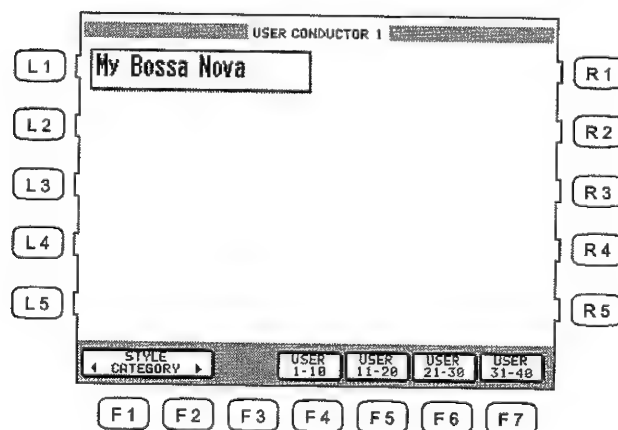 USER CONDUCTOR 1
L1 My Bossa Nova R1
L2 R2
L3 R3
L4 R4
L5 R5
STYLE CATEGORY USER 1-10 USER 11-20 USER 21-30 USER 31-40
F1 F2 F3 F4 F5 F6 F7